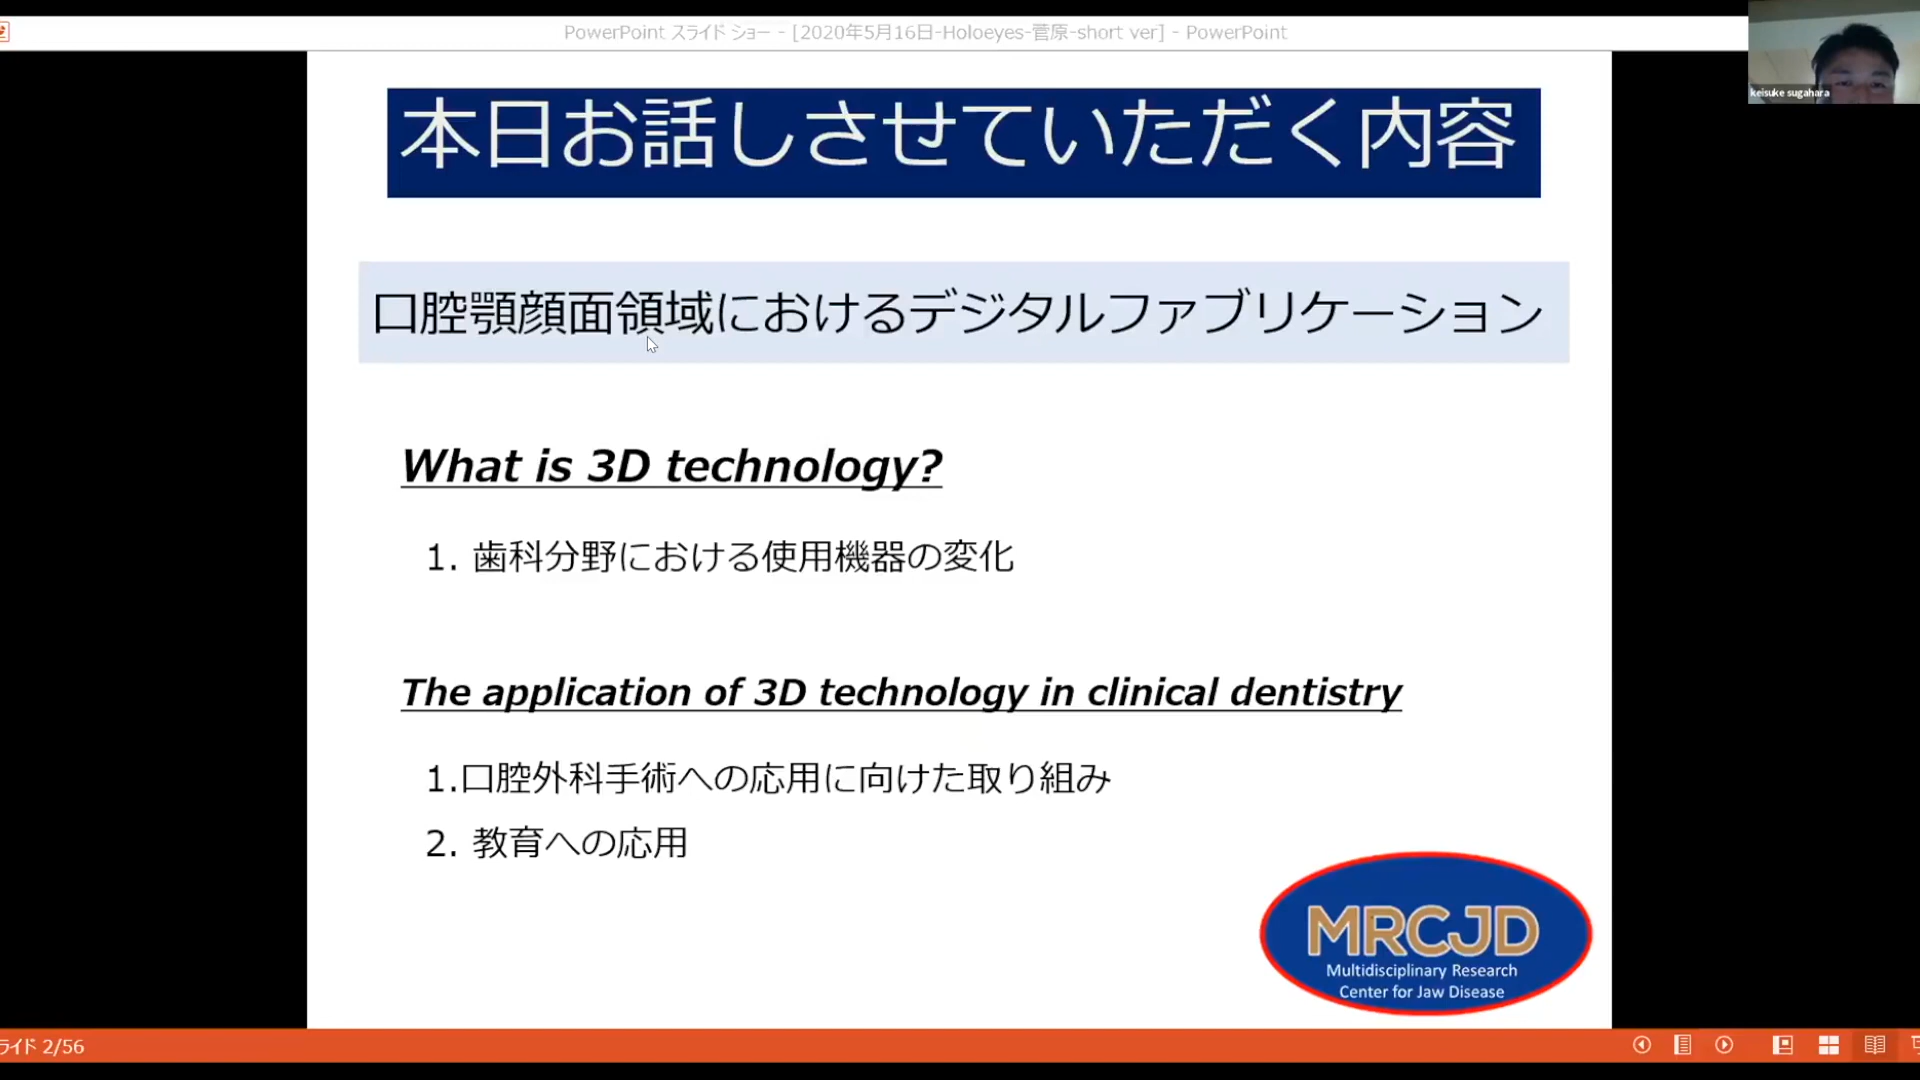 PowerPoint スライド ショー - [2020年5月16日-Holoeyes-菅原-short ver] - PowerPoint
keisuke sugahara
本日お話しさせていただく内容
口腔顎顔面領域におけるデジタルファブリケーション
What is 3D technology?
1. 歯科分野における使用機器の変化
The application of 3D technology in clinical dentistry
1.口腔外科手術への応用に向けた取り組み
2. 教育への応用
MRCJD
Multidisciplinary Research
Center for Jaw Disease
ライド 2/56